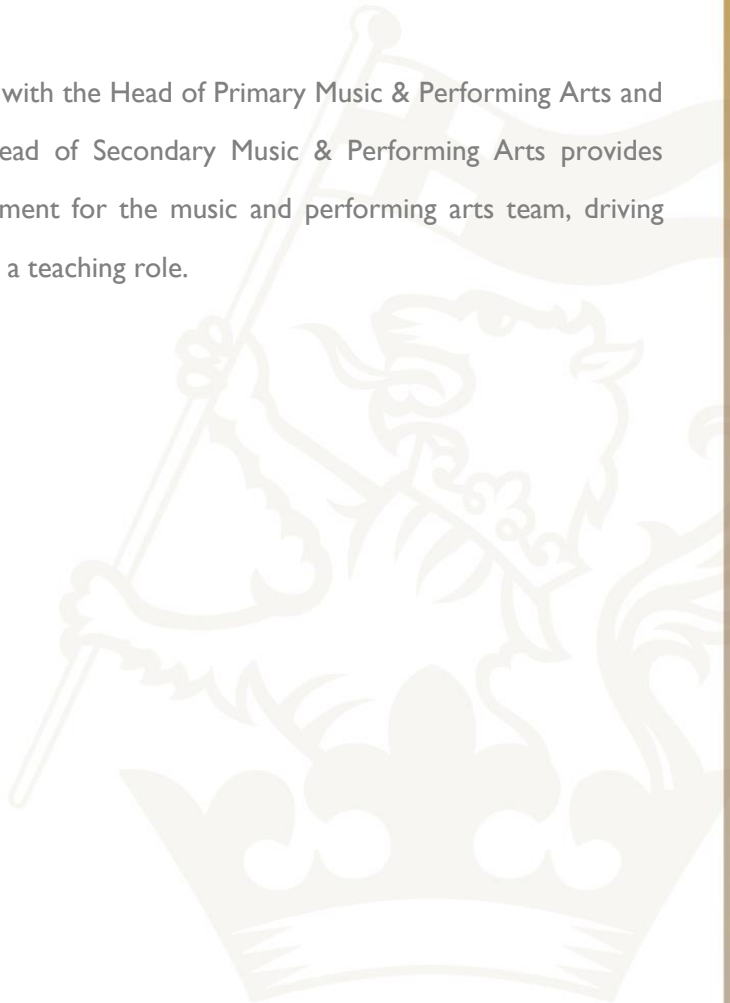 with the Head of Primary Music & Performing Arts and
ead of Secondary Music & Performing Arts provides
ment for the music and performing arts team, driving
a teaching role.